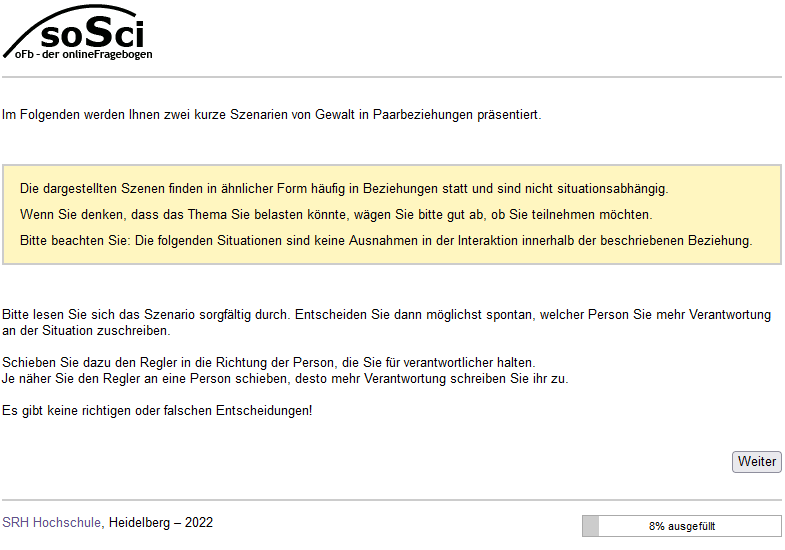 soSci
oFb - der onlineFragebogen
Im Folgenden werden Ihnen zwei kurze Szenarien von Gewalt in Paarbeziehungen präsentiert.
Die dargestellten Szenen finden in ähnlicher Form häufig in Beziehungen statt und sind nicht situationsabhängig.
Wenn Sie denken, dass das Thema Sie belasten könnte, wägen Sie bitte gut ab, ob Sie teilnehmen möchten.
Bitte beachten Sie: Die folgenden Situationen sind keine Ausnahmen in der Interaktion innerhalb der beschriebenen Beziehung.
Bitte lesen Sie sich das Szenario sorgfältig durch. Entscheiden Sie dann möglichst spontan, welcher Person Sie mehr Verantwortung
an der Situation zuschreiben.
Schieben Sie dazu den Regler in die Richtung der Person, die Sie für verantwortlicher halten.
Je näher Sie den Regler an eine Person schieben, desto mehr Verantwortung schreiben Sie ihr zu.
Es gibt keine richtigen oder falschen Entscheidungen!
Weiter
SRH Hochschule, Heidelberg – 2022
8% ausgefüllt